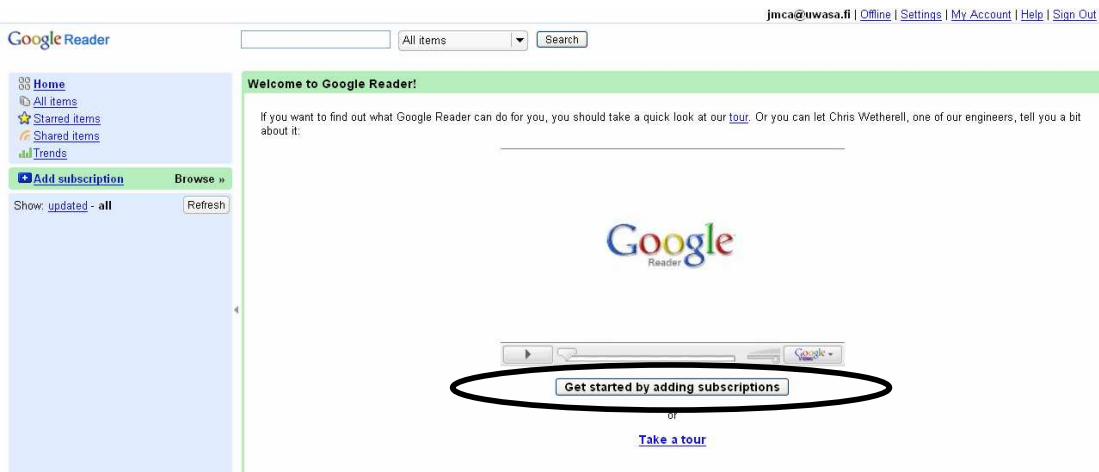 jmca@uwasa.fi | Offline | Settings | My Account | Help | Sign Out
Google Reader
All items
Search
Home
All items
Starred items
Shared items
Trends
Add subscription Browse »
Show: updated - all Refresh
Welcome to Google Reader!
If you want to find out what Google Reader can do for you, you should take a quick look at our tour. Or you can let Chris Wetherell, one of our engineers, tell you a bit
about it:
Google
Reader
Google
Get started by adding subscriptions
or
Take a tour